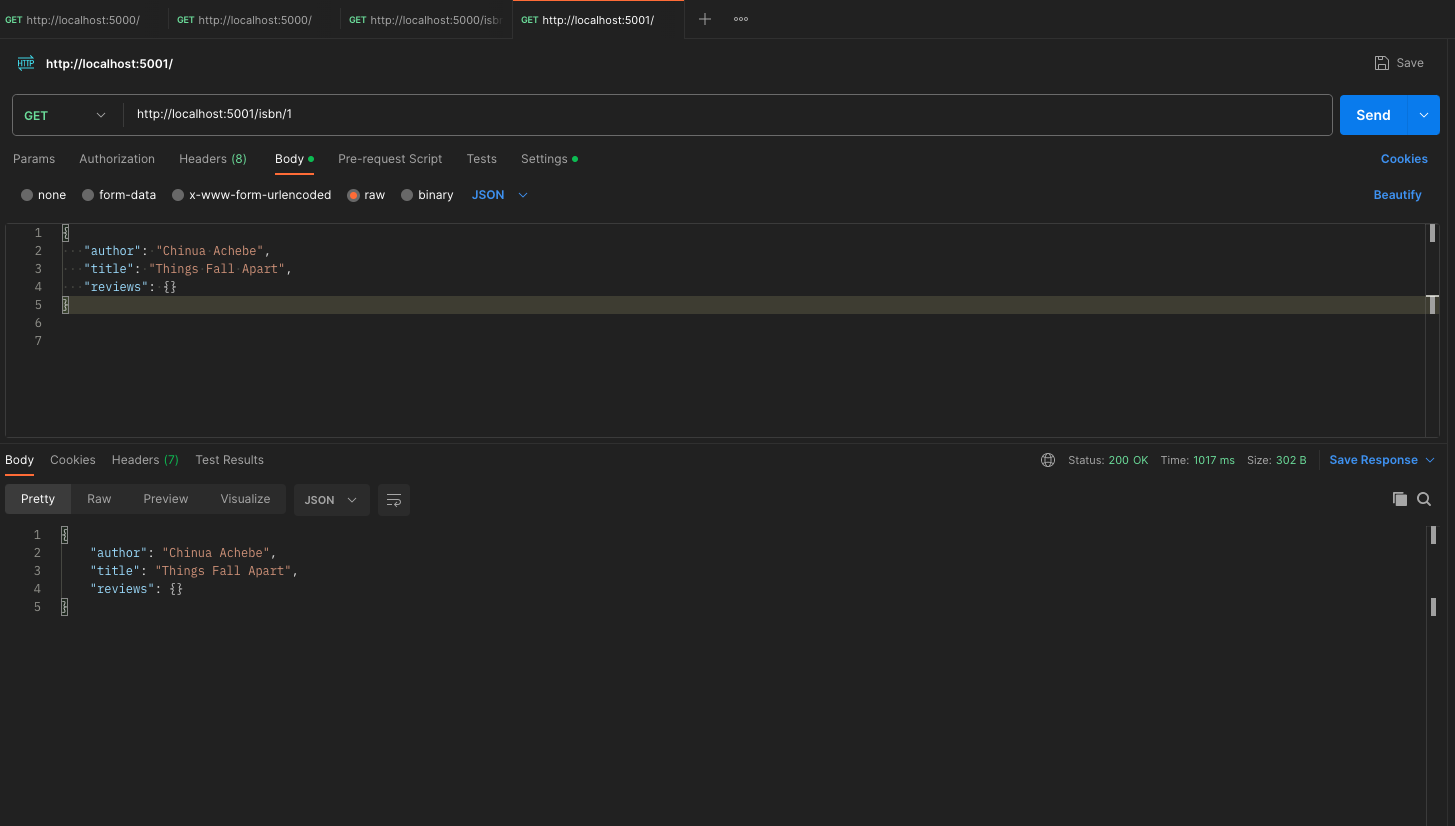 GET http://localhost:5000/ GET http://localhost:5000/ GET http://localhost:5000/isb GET http://localhost:5001/
HTTP http://localhost:5001/ Save
GET http://localhost:5001/isbn/1 Send
Params Authorization Headers (8) Body Pre-request Script Tests Settings Cookies
none form-data x-www-form-urlencoded raw binary JSON Beautify
1 {
2 "author": "Chinua Achebe",
3 "title": "Things Fall Apart",
4 "reviews": {}
5 }
6
7
Body Cookies Headers (7) Test Results Status: 200 OK Time: 1017 ms Size: 302 B Save Response
Pretty Raw Preview Visualize JSON
1 {
2 "author": "Chinua Achebe",
3 "title": "Things Fall Apart",
4 "reviews": {}
5 }